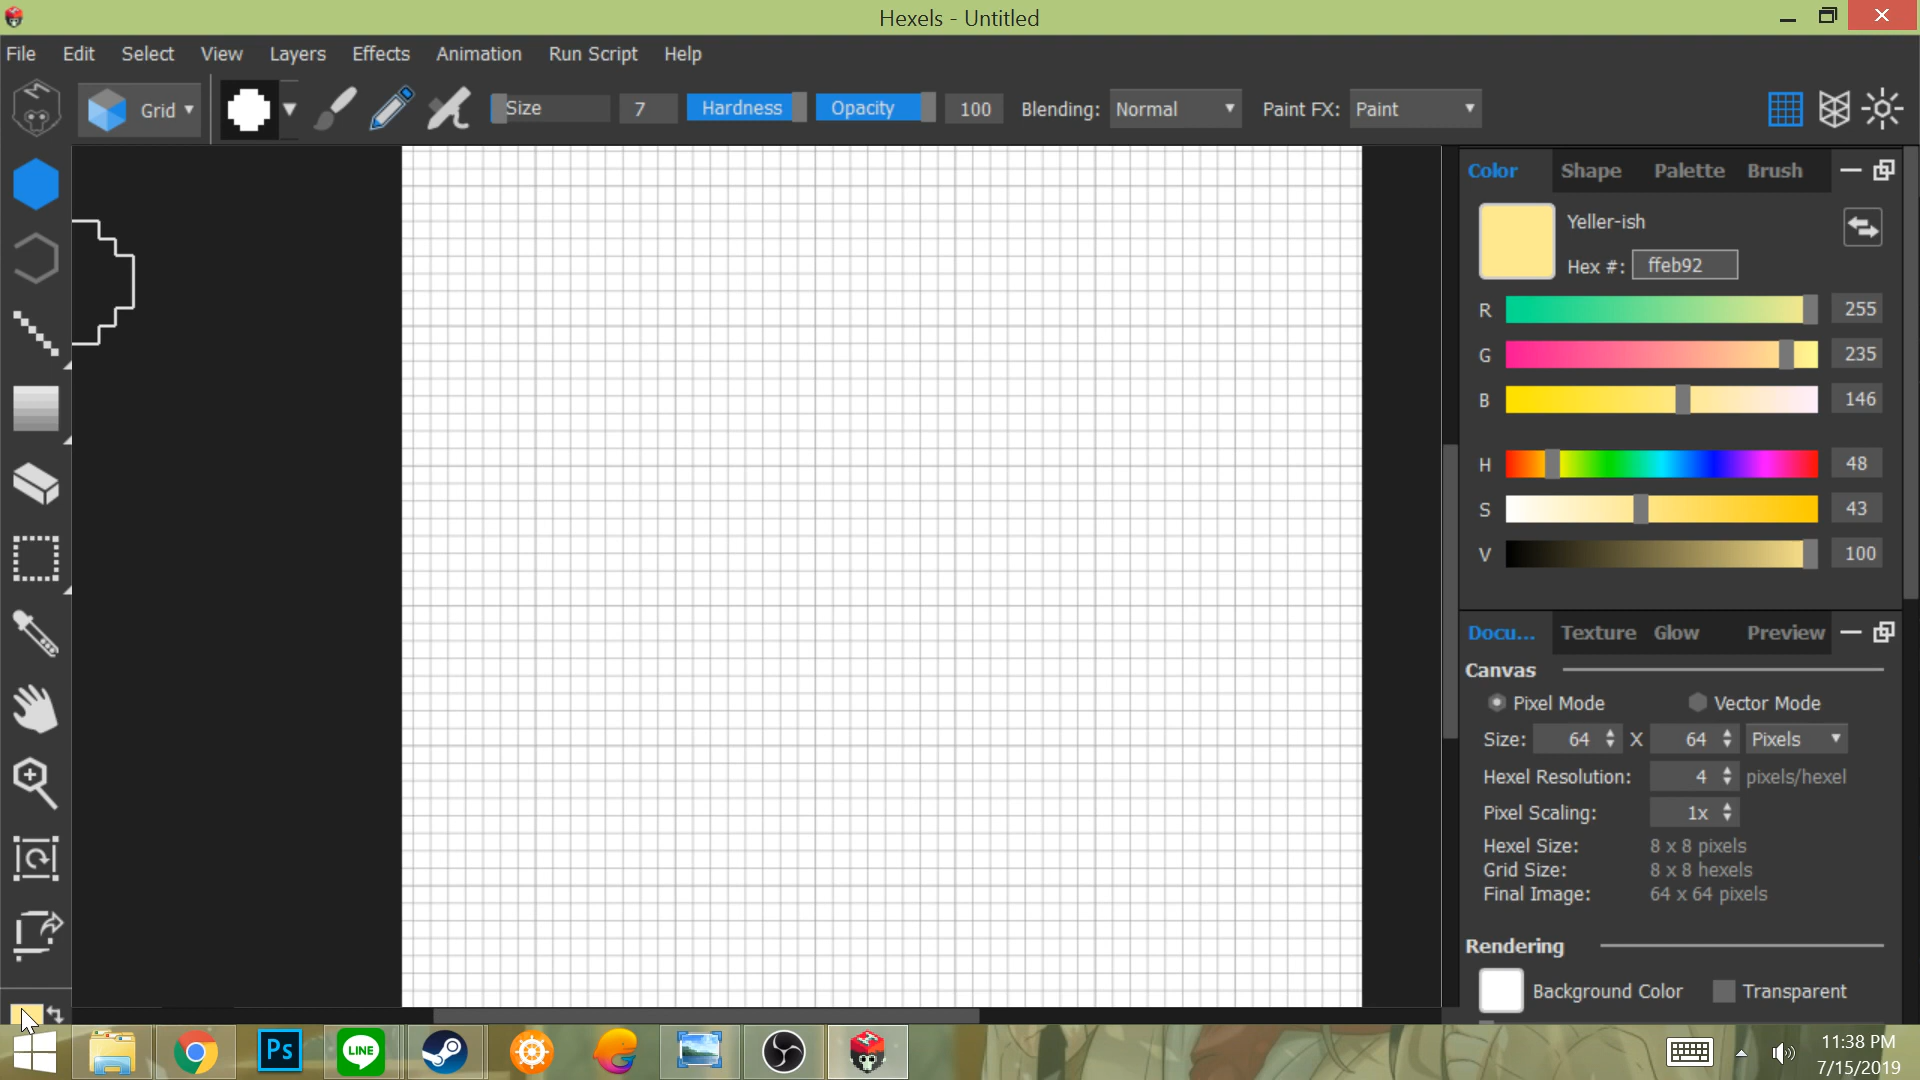 Hexels - Untitled
File Edit Select View Layers Effects Animation Run Script Help
Grid Size 7 Hardness Opacity 100 Blending: Normal Paint FX: Paint
Color Shape Palette Brush
Yeller-ish
Hex #: ffeb92
R 255
G 235
B 146
H 48
S 43
V 100
Docu... Texture Glow Preview
Canvas
Pixel Mode Vector Mode
Size: 64 X 64 Pixels
Hexel Resolution: 4 pixels/hexel
Pixel Scaling: 1x
Hexel Size: 8 x 8 pixels
Grid Size: 8 x 8 hexels
Final Image: 64 x 64 pixels
Rendering
Background Color Transparent
Ps LINE
11:38 PM
7/15/2019